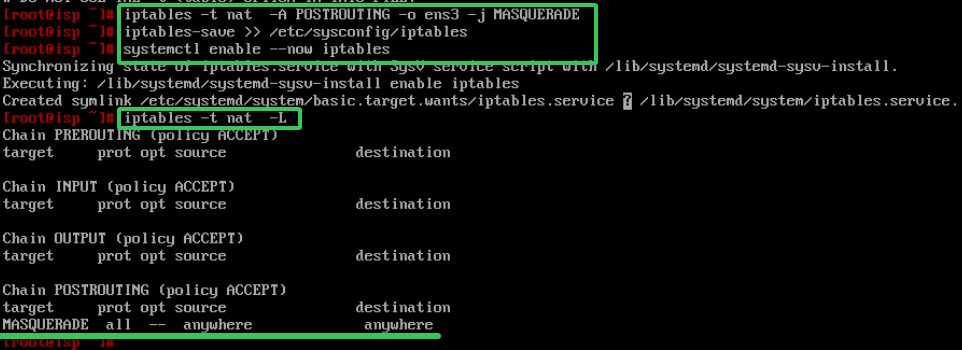 [root@isp ~]# iptables -t nat  -A POSTROUTING -o ens3 -j MASQUERADE
[root@isp ~]# iptables-save >> /etc/sysconfig/iptables
[root@isp ~]# systemctl enable --now iptables
Synchronizing state of iptables.service with SysV service script with /lib/systemd/systemd-sysv-install.
Executing: /lib/systemd/systemd-sysv-install enable iptables
Created symlink /etc/systemd/system/basic.target.wants/iptables.service ? /lib/systemd/system/iptables.service.
[root@isp ~]# iptables -t nat  -L
Chain PREROUTING (policy ACCEPT)
target     prot opt source               destination

Chain INPUT (policy ACCEPT)
target     prot opt source               destination

Chain OUTPUT (policy ACCEPT)
target     prot opt source               destination

Chain POSTROUTING (policy ACCEPT)
target     prot opt source               destination
MASQUERADE  all  --  anywhere             anywhere
[root@isp ~]#